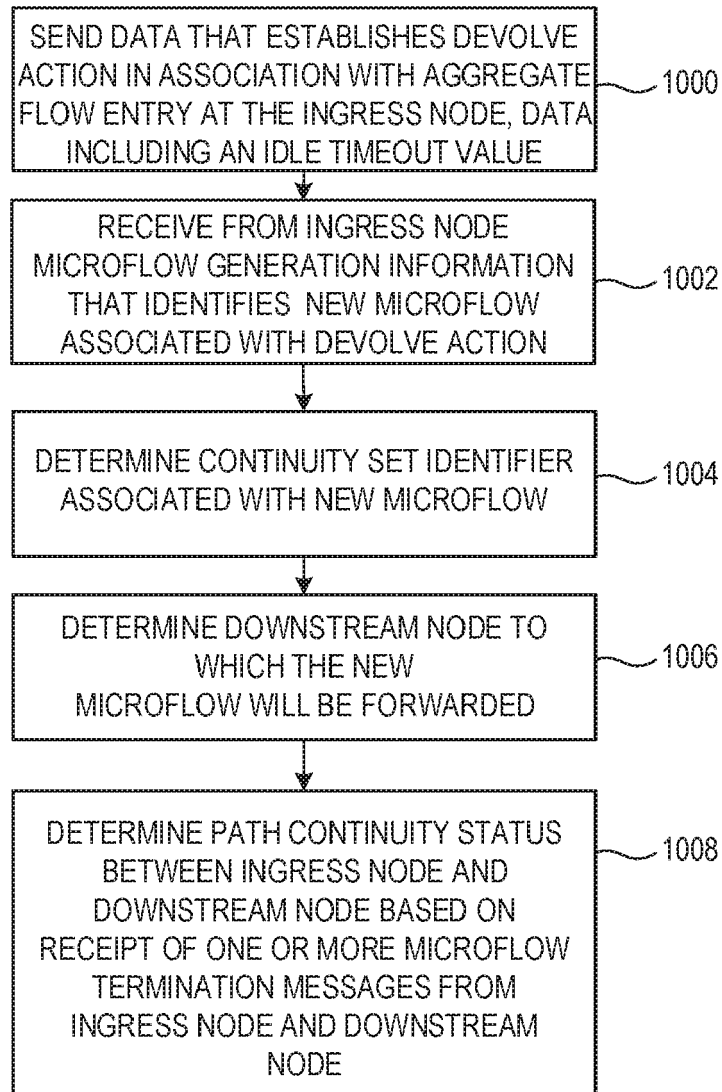 SEND DATA THAT ESTABLISHES DEVOLVE
ACTION IN ASSOCIATION WITH AGGREGATE
FLOW ENTRY AT THE INGRESS NODE, DATA
INCLUDING AN IDLE TIMEOUT VALUE
1000
RECEIVE FROM INGRESS NODE
MICROFLOW GENERATION INFORMATION
THAT IDENTIFIES NEW MICROFLOW
ASSOCIATED WITH DEVOLVE ACTION
1002
DETERMINE CONTINUITY SET IDENTIFIER
ASSOCIATED WITH NEW MICROFLOW
1004
DETERMINE DOWNSTREAM NODE TO
WHICH THE NEW
MICROFLOW WILL BE FORWARDED
1006
DETERMINE PATH CONTINUITY STATUS
BETWEEN INGRESS NODE AND
DOWNSTREAM NODE BASED ON
RECEIPT OF ONE OR MORE MICROFLOW
TERMINATION MESSAGES FROM
INGRESS NODE AND DOWNSTREAM
NODE
1008